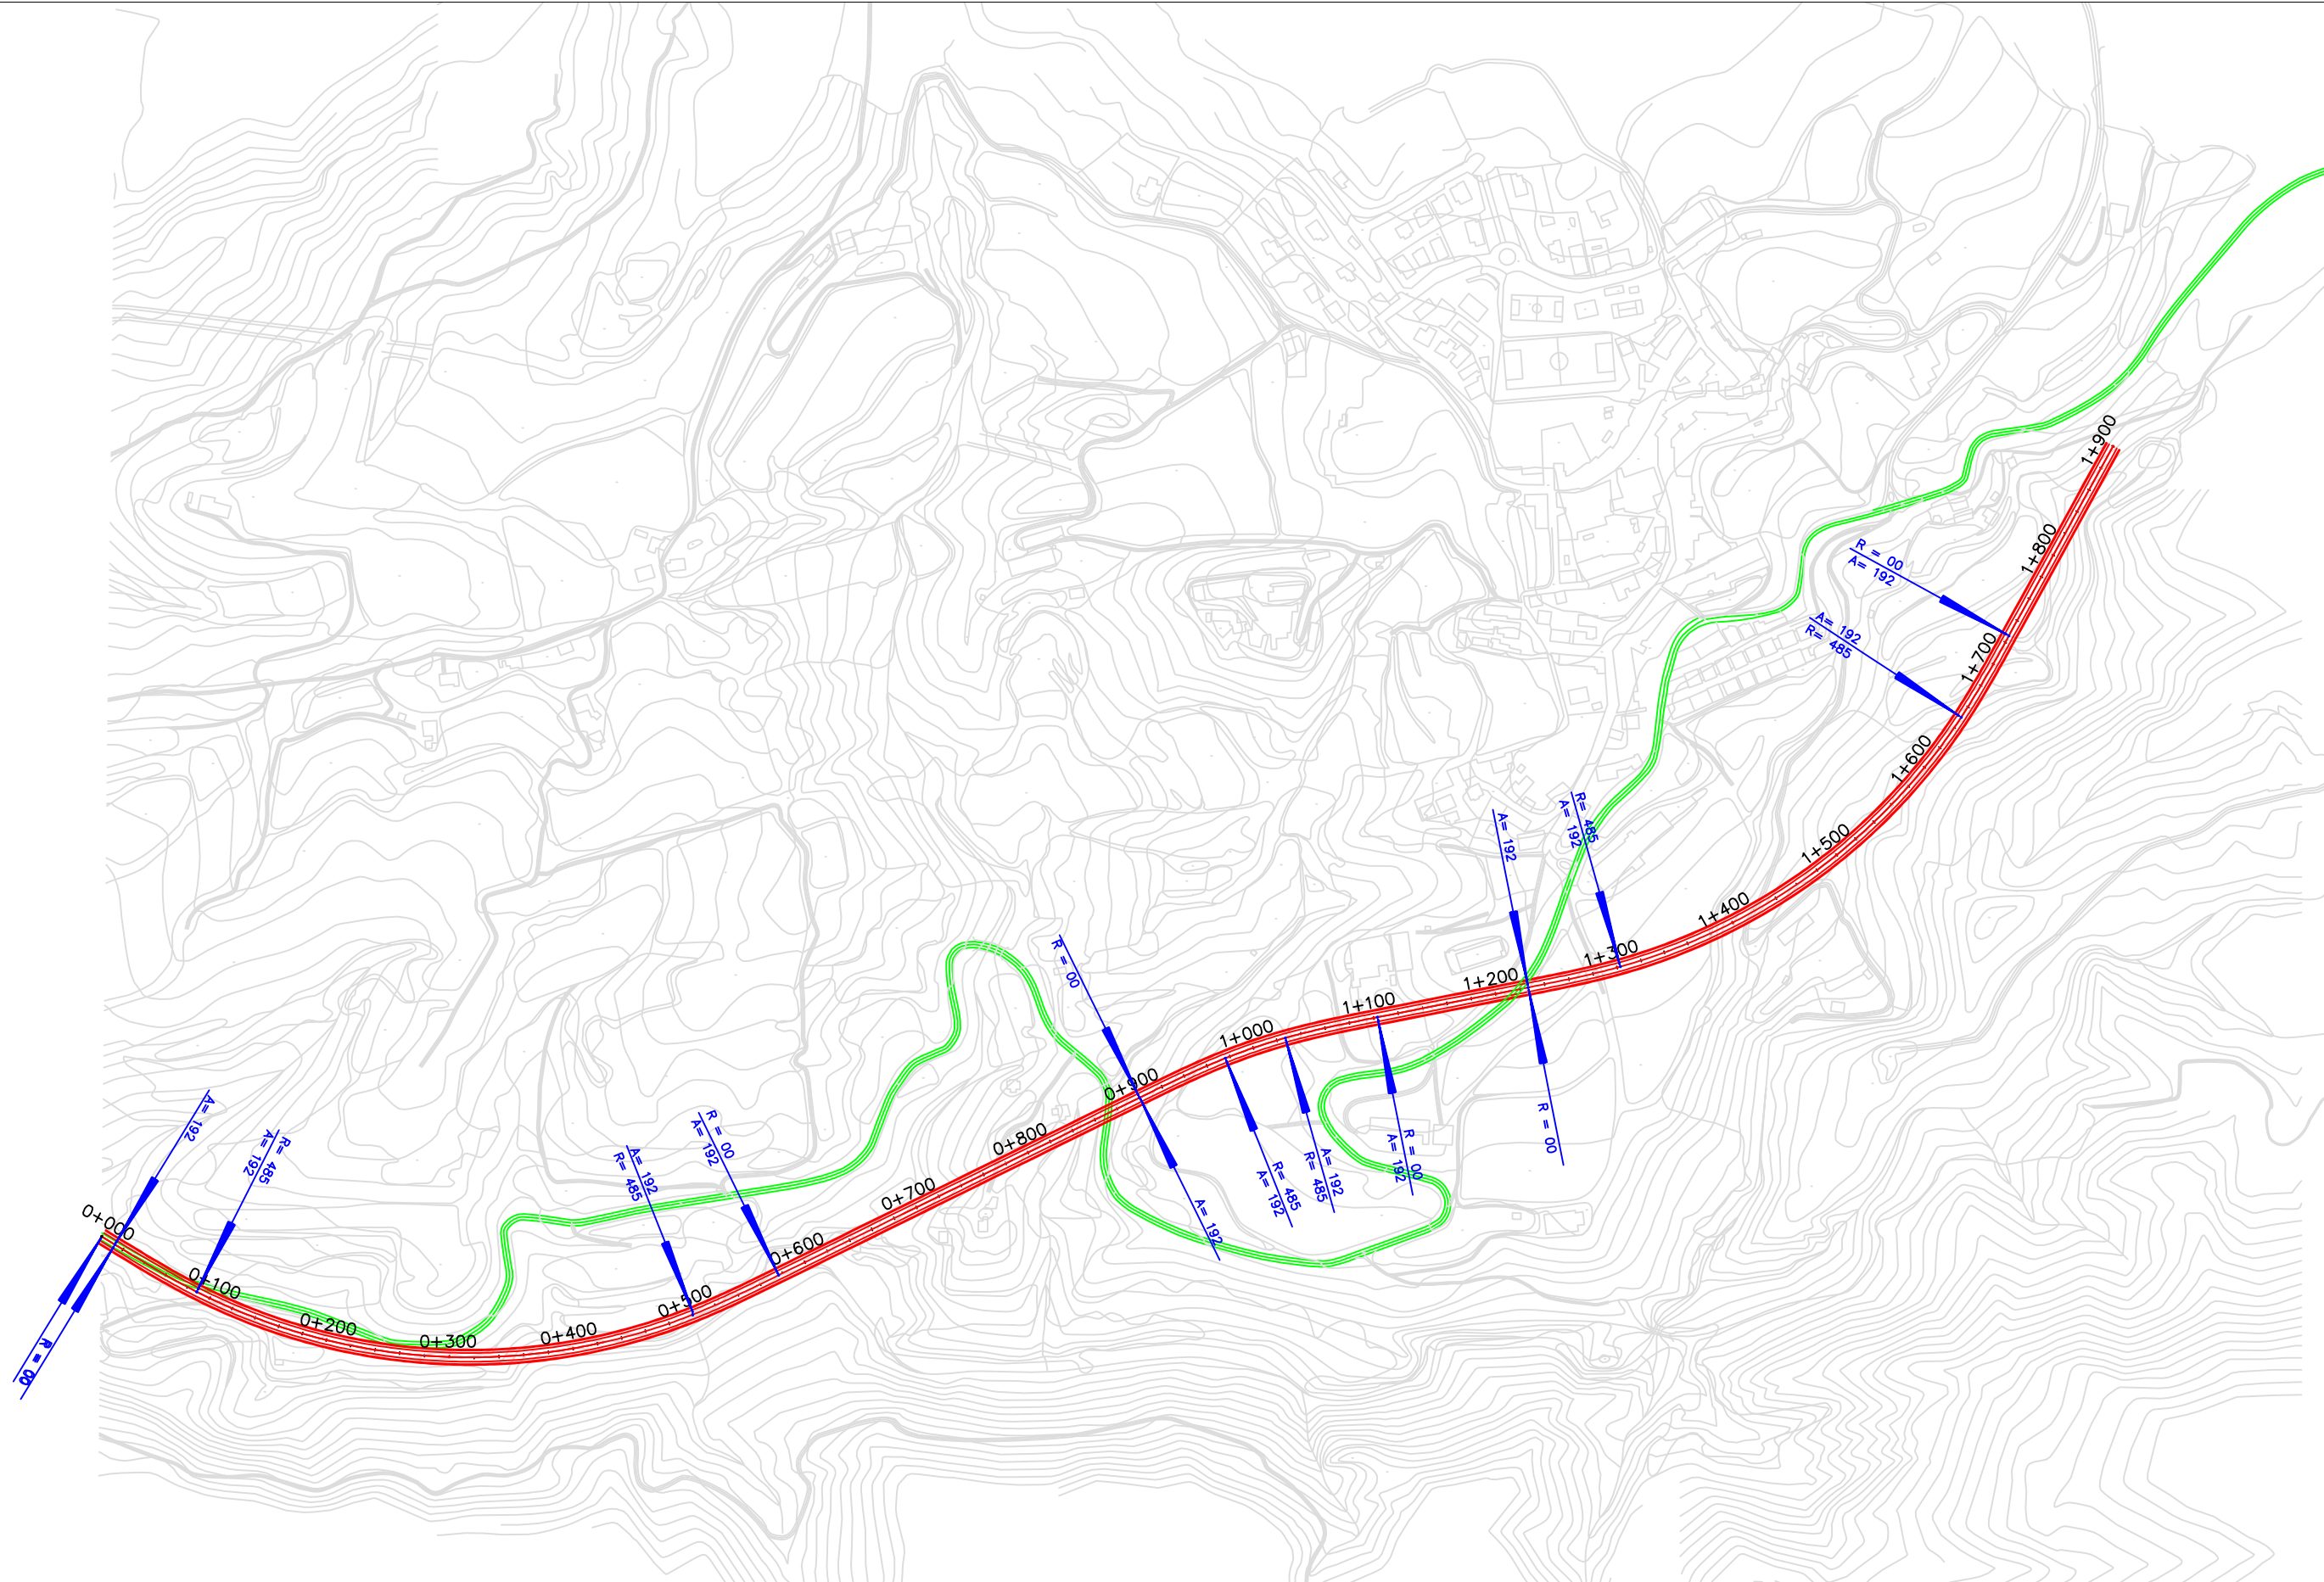 0+000
0+100
0+200
0+300
0+400
0+500
0+600
0+700
0+800
0+900
1+000
1+100
1+200
1+300
1+400
1+500
1+600
1+700
1+800
1+900
R = 00
R = 00
A= 192
R= 485
A= 192
A= 192
R= 485
R = 00
A= 192
R = 00
A= 192
R= 485
A= 192
A= 192
R= 485
R = 00
A= 192
A= 192
R = 00
R= 485
A= 192
A= 192
R= 485
R = 00
A= 192